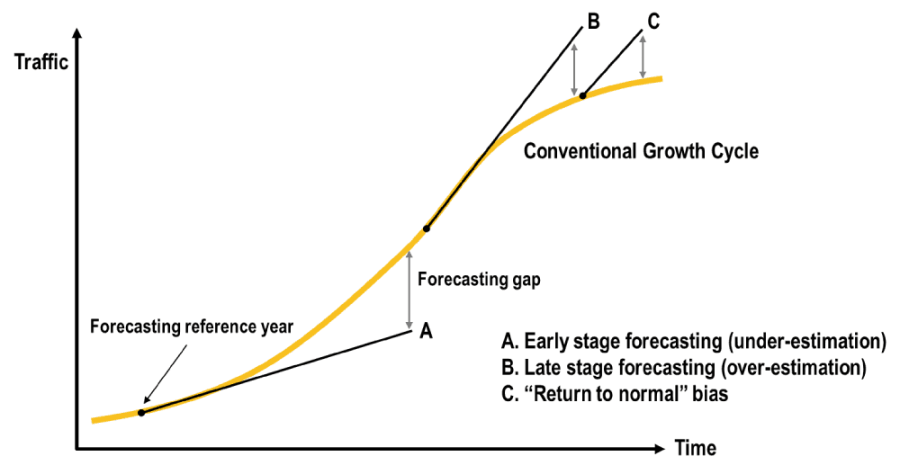 B
C
Traffic
Conventional Growth Cycle
Forecasting gap
Forecasting reference year
A
A. Early stage forecasting (under-estimation)
B. Late stage forecasting (over-estimation)
C. “Return to normal” bias
Time